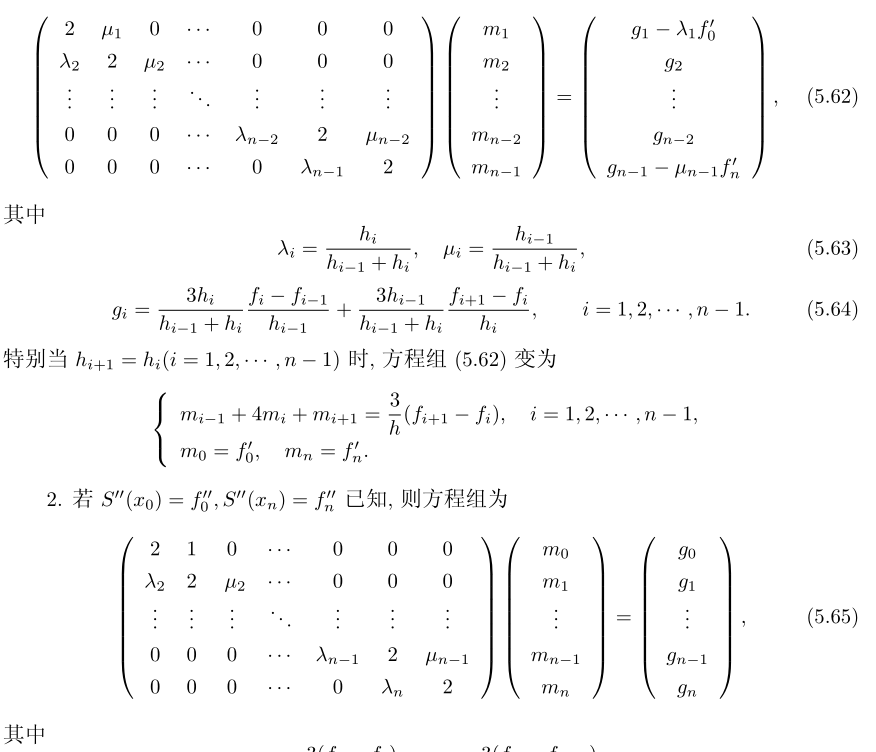 \begin{pmatrix} 2 & \mu_1 & 0 & \cdots & 0 & 0 & 0 \\ \lambda_2 & 2 & \mu_2 & \cdots & 0 & 0 & 0 \\ \vdots & \vdots & \vdots & \ddots & \vdots & \vdots & \vdots \\ 0 & 0 & 0 & \cdots & \lambda_{n-2} & 2 & \mu_{n-2} \\ 0 & 0 & 0 & \cdots & 0 & \lambda_{n-1} & 2 \end{pmatrix} \begin{pmatrix} m_1 \\ m_2 \\ \vdots \\ m_{n-2} \\ m_{n-1} \end{pmatrix} = \begin{pmatrix} g_1 - \lambda_1 f_0' \\ g_2 \\ \vdots \\ g_{n-2} \\ g_{n-1} - \mu_{n-1} f_n' \end{pmatrix}, (5.62)
其中
\lambda_i = \frac{h_i}{h_{i-1} + h_i}, \quad \mu_i = \frac{h_{i-1}}{h_{i-1} + h_i}, (5.63)
g_i = \frac{3h_i}{h_{i-1} + h_i} \frac{f_i - f_{i-1}}{h_{i-1}} + \frac{3h_{i-1}}{h_{i-1} + h_i} \frac{f_{i+1} - f_i}{h_i}, \quad i = 1, 2, \cdots, n-1. (5.64)
特别当 h_{i+1} = h_i (i = 1, 2, \cdots, n-1) 时, 方程组 (5.62) 变为
\begin{cases} m_{i-1} + 4m_i + m_{i+1} = \frac{3}{h}(f_{i+1} - f_i), \quad i = 1, 2, \cdots, n-1, \\ m_0 = f_0', \quad m_n = f_n'. \end{cases}
2. 若 S''(x_0) = f_0'', S''(x_n) = f_n'' 已知, 则方程组为
\begin{pmatrix} 2 & 1 & 0 & \cdots & 0 & 0 & 0 \\ \lambda_2 & 2 & \mu_2 & \cdots & 0 & 0 & 0 \\ \vdots & \vdots & \vdots & \ddots & \vdots & \vdots & \vdots \\ 0 & 0 & 0 & \cdots & \lambda_{n-1} & 2 & \mu_{n-1} \\ 0 & 0 & 0 & \cdots & 0 & \lambda_n & 2 \end{pmatrix} \begin{pmatrix} m_0 \\ m_1 \\ \vdots \\ m_{n-1} \\ m_n \end{pmatrix} = \begin{pmatrix} g_0 \\ g_1 \\ \vdots \\ g_{n-1} \\ g_n \end{pmatrix}, (5.65)
其中